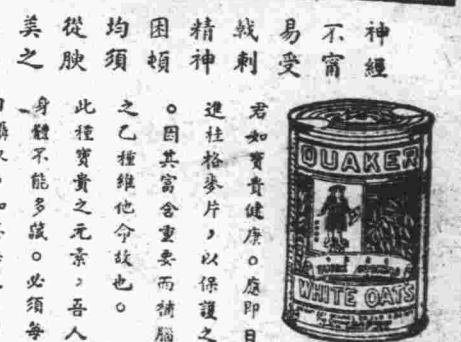 神經
不甯
易受
戟刺
精神
困頓
均須
從腴
美之
QUAKER
WHITE OATS
君如寶貴健康。應即日
進桂格麥片,以保護之
。因其富含重要而補腦
之乙種維他命故也。
此種寶貴之元素,吾人
身體不能多藏。必須每